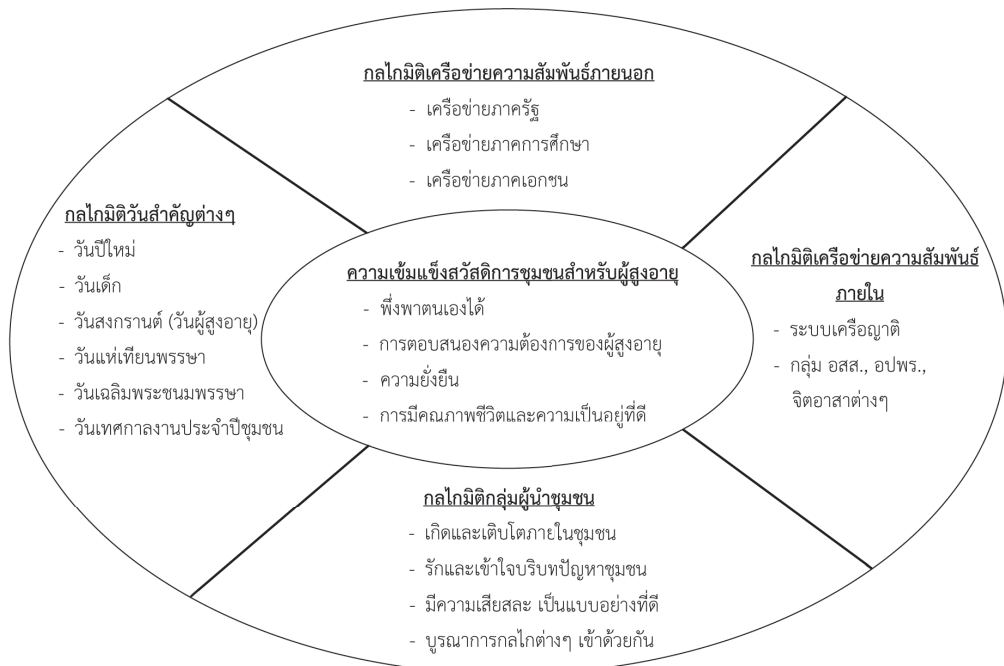 กลไกมิติเครือข่ายความสัมพันธ์ภายนอก
- เครือข่ายภาครัฐ
- เครือข่ายภาคการศึกษา
- เครือข่ายภาคเอกชน
กลไกมิติวันสำคัญต่างๆ
- วันปีใหม่
- วันเด็ก
- วันสงกรานต์ (วันผู้สูงอายุ)
- วันแห่เทียนพรรษา
- วันเฉลิมพระชนมพรรษา
- วันเทศกาลงานประจำปีชุมชน
ความเข้มแข็งสวัสดิการชุมชนสำหรับผู้สูงอายุ
- พึ่งพาตนเองได้
- การตอบสนองความต้องการของผู้สูงอายุ
- ความยั่งยืน
- การมีคุณภาพชีวิตและความเป็นอยู่ที่ดี
กลไกมิติเครือข่ายความสัมพันธ์
ภายใน
- ระบบเครือญาติ
- กลุ่ม อสส., อปพร.,
จิตอาสาต่างๆ
กลไกมิติกลุ่มผู้นำชุมชน
- เกิดและเติบโตภายในชุมชน
- รักและเข้าใจบริบทปัญหาชุมชน
- มีความเสียสละ เป็นแบบอย่างที่ดี
- บูรณาการกลไกต่างๆ เข้าด้วยกัน